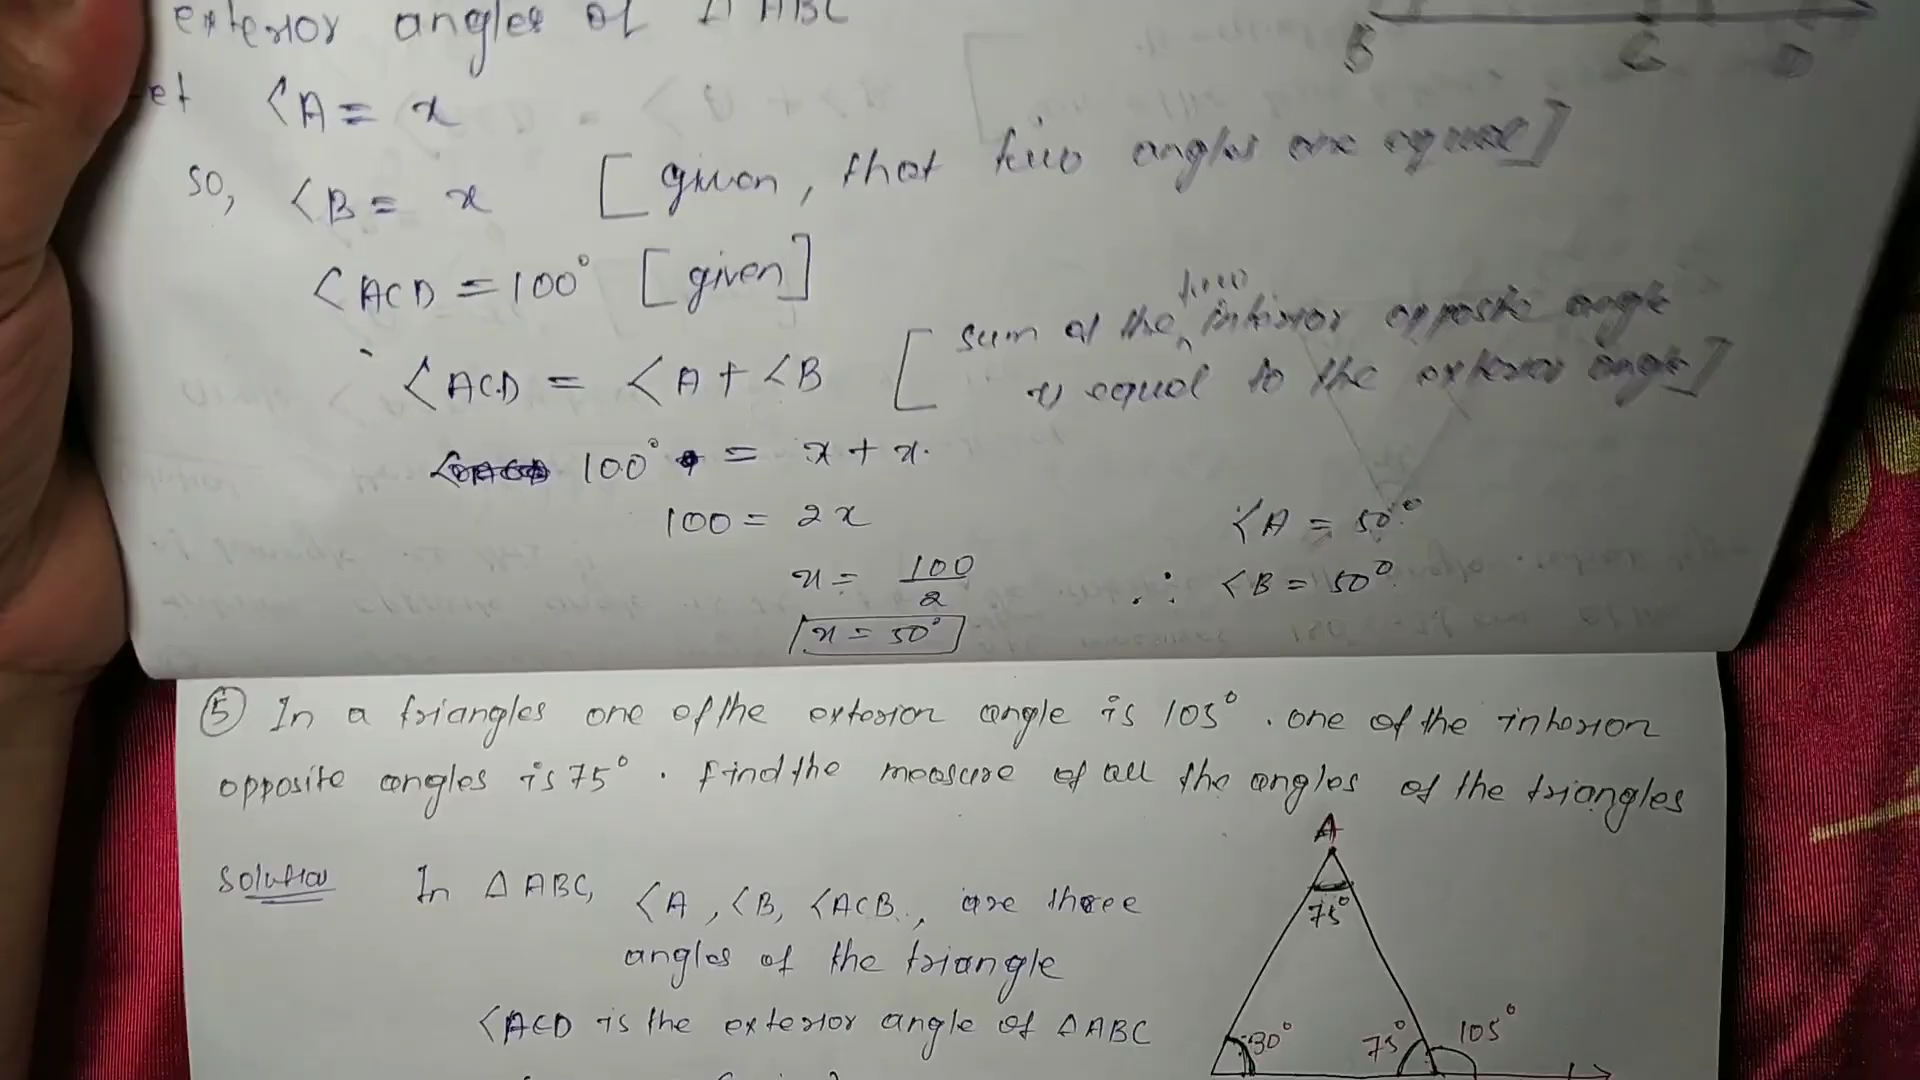 exterior angles of △ ABC
B C D
et <A = x
so, <B = x [given, that two angles are equal]
<ACD = 100° [given]
∴ <ACD = <A + <B [sum of the two interior opposite angle
is equal to the exterior angle]
100° = x + x.
100 = 2x
x = 100/2
x = 50°
<A = 50°
∴ <B = 50°
⑤ In a triangles one of the exterior angle is 105°. one of the interior
opposite angles is 75°. find the measure of all the angles of the triangles
Solution In △ ABC, <A, <B, <ACB, are three
angles of the triangle
<ACD is the exterior angle of △ABC
A
75°
30° 75° 105°